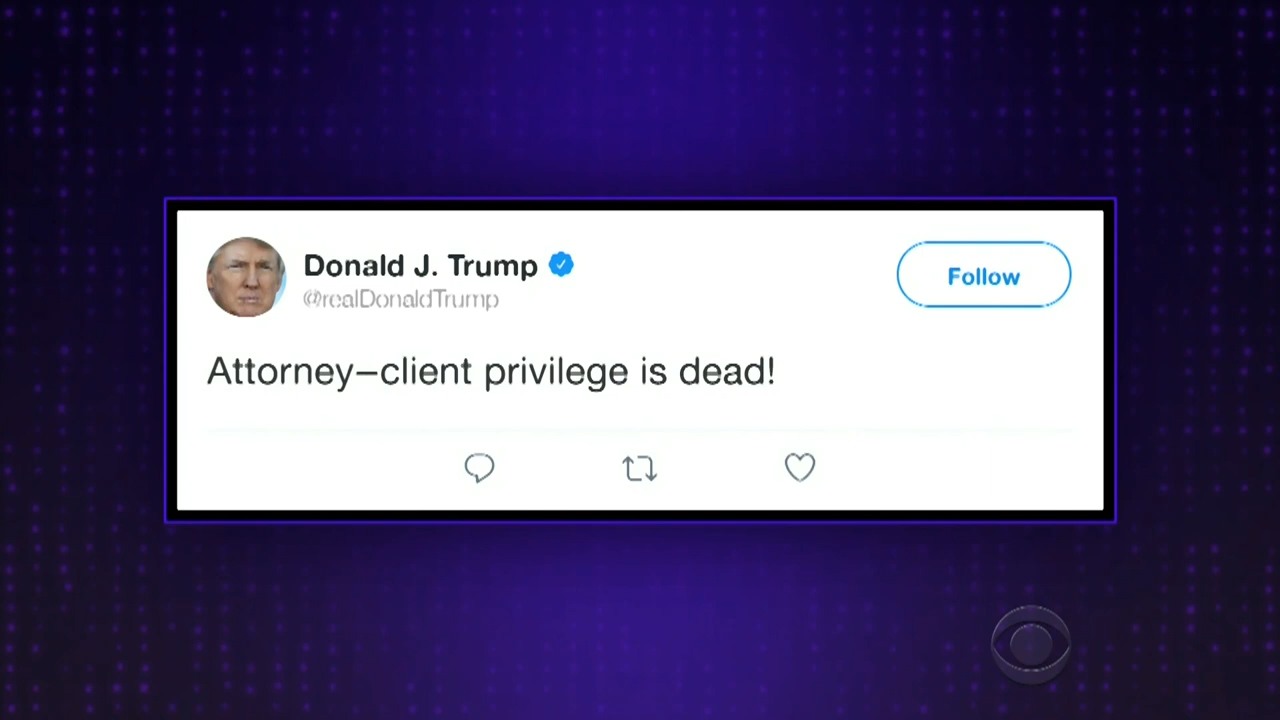 Donald J. Trump
@realDonaldTrump
Follow
Attorney–client privilege is dead!